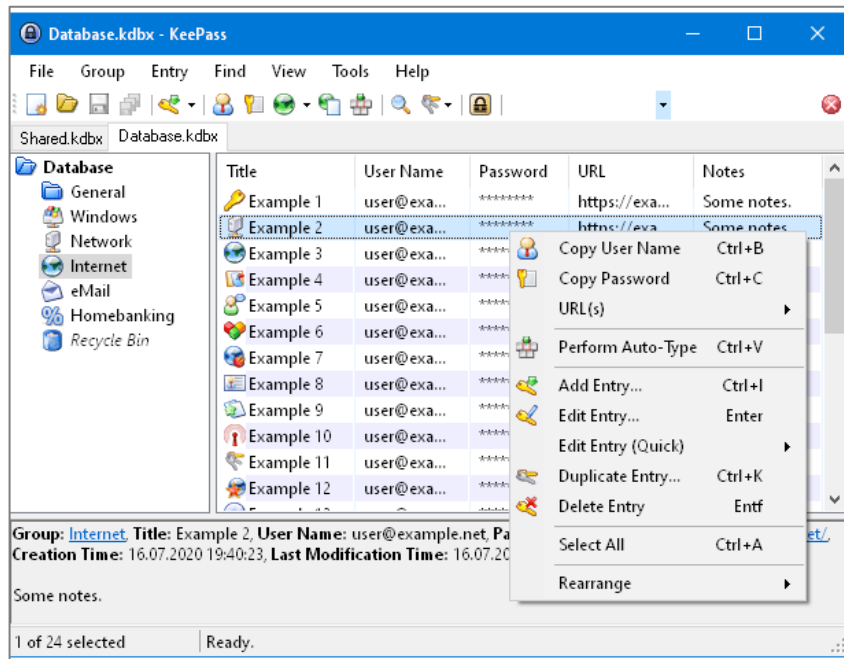 Database.kdbx - KeePass
File Group Entry Find View Tools Help
Shared.kdbx Database.kdbx
Database
General
Windows
Network
Internet
eMail
Homebanking
Recycle Bin
Title User Name Password URL Notes
Example 1 user@exa... ******** https://exa... Some notes.
Example 2 user@exa... ******** https://exa... Some notes.
Example 3 user@exa...
Example 4 user@exa...
Example 5 user@exa...
Example 6 user@exa...
Example 7 user@exa...
Example 8 user@exa...
Example 9 user@exa...
Example 10 user@exa...
Example 11 user@exa...
Example 12 user@exa...
Copy User Name Ctrl+B
Copy Password Ctrl+C
URL(s)
Perform Auto-Type Ctrl+V
Add Entry... Ctrl+I
Edit Entry... Enter
Edit Entry (Quick)
Duplicate Entry... Ctrl+K
Delete Entry Entf
Select All Ctrl+A
Rearrange
Group: Internet, Title: Example 2, User Name: user@example.net, Pa et/,
Creation Time: 16.07.2020 19:40:23, Last Modification Time: 16.07.20
Some notes.
1 of 24 selected Ready.